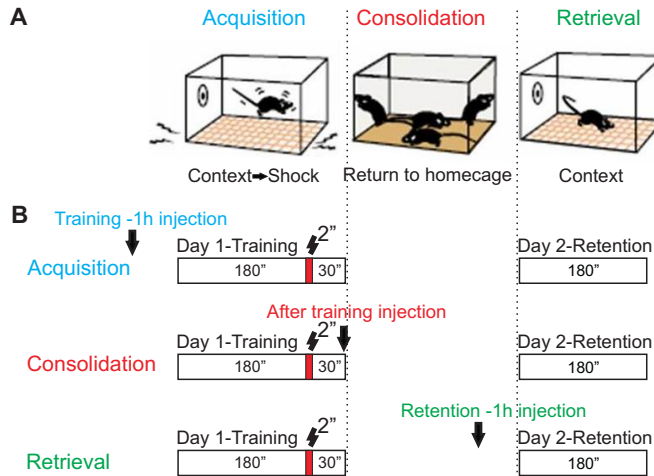 A
Acquisition Consolidation Retrieval
Context➡Shock Return to homecage Context
B
Training -1h injection
2”
Day 1-Training Day 2-Retention
Acquisition
180” 30” 180”
After training injection
2”
Day 1-Training Day 2-Retention
Consolidation
180” 30” 180”
Retention -1h injection
2”
Day 1-Training Day 2-Retention
Retrieval
180” 30” 180”